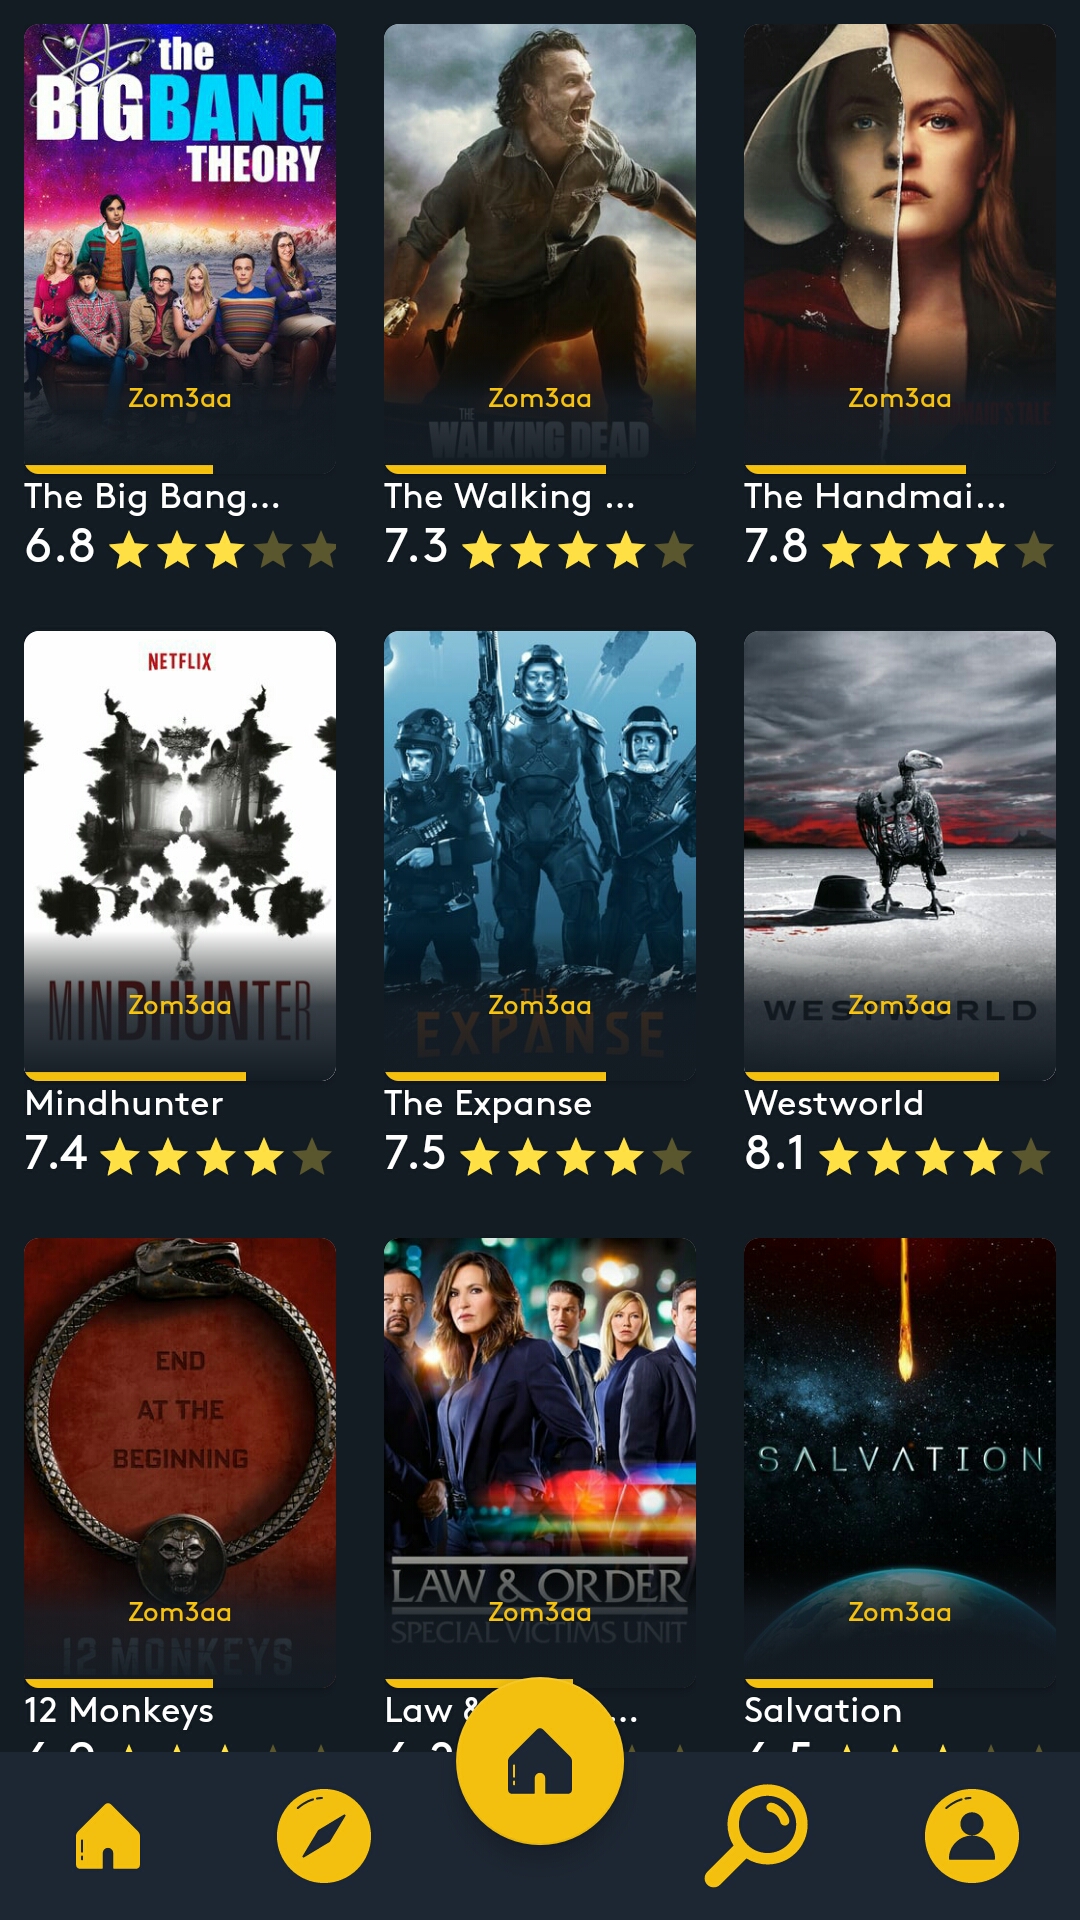 the
BiGBANG
THEORY
Zom3aa
The Big Bang...
6.8
THE
WALKING DEAD
Zom3aa
The Walking ...
7.3
Zom3aa
The Handmai...
7.8
NETFLIX
MINDHUNTER
Zom3aa
Mindhunter
7.4
THE
EXPANSE
Zom3aa
The Expanse
7.5
WESTWORLD
Zom3aa
Westworld
8.1
END
AT THE
BEGINNING
Zom3aa
12 MONKEYS
12 Monkeys
LAW & ORDER
Zom3aa
SPECIAL VICTIMS UNIT
Law &
SALVATION
Zom3aa
Salvation